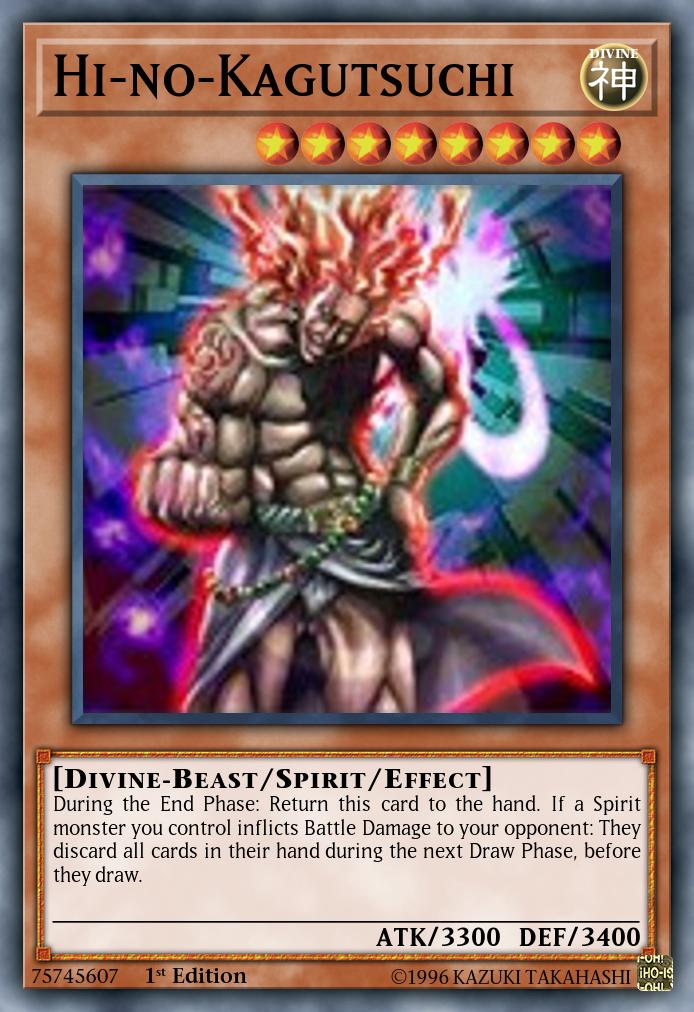 Hi-no-Kagutsuchi
DIVINE
神
[Divine-Beast/Spirit/Effect]
During the End Phase: Return this card to the hand. If a Spirit
monster you control inflicts Battle Damage to your opponent: They
discard all cards in their hand during the next Draw Phase, before
they draw.
ATK/3300 DEF/3400
75745607 1st Edition ©1996 KAZUKI TAKAHASHI